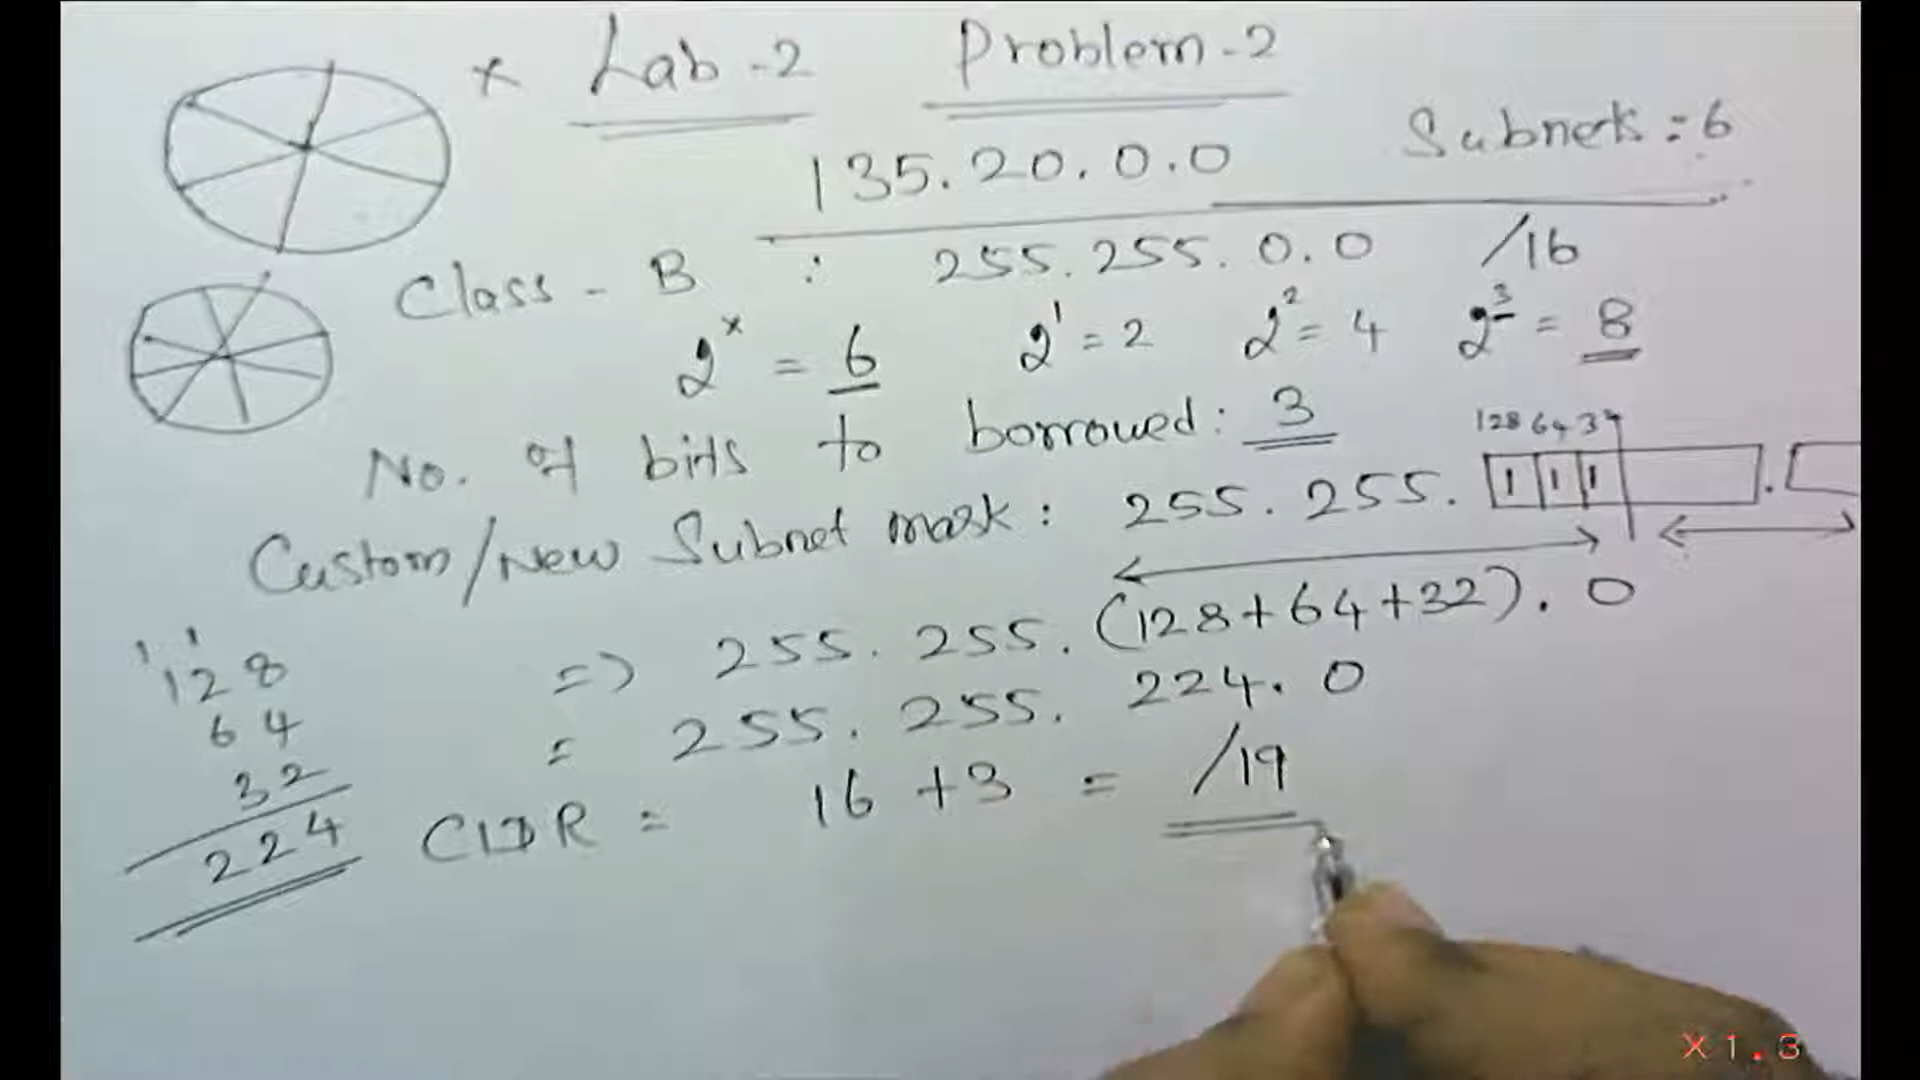 x Lab-2 Problem-2
135.20.0.0 Subnets:6
Class-B : 255.255.0.0 /16
2^x = 6 2^1 = 2 2^2 = 4 2^3 = 8
No. of bits to borrowed: 3
128 64 32
Custom/New Subnet mask: 255.255.[1|1|1| ].
=> 255.255.(128+64+32).0
= 255.255.224.0
CIDR = 16+3 = /19
1 1
128
64
32
224
X1.3